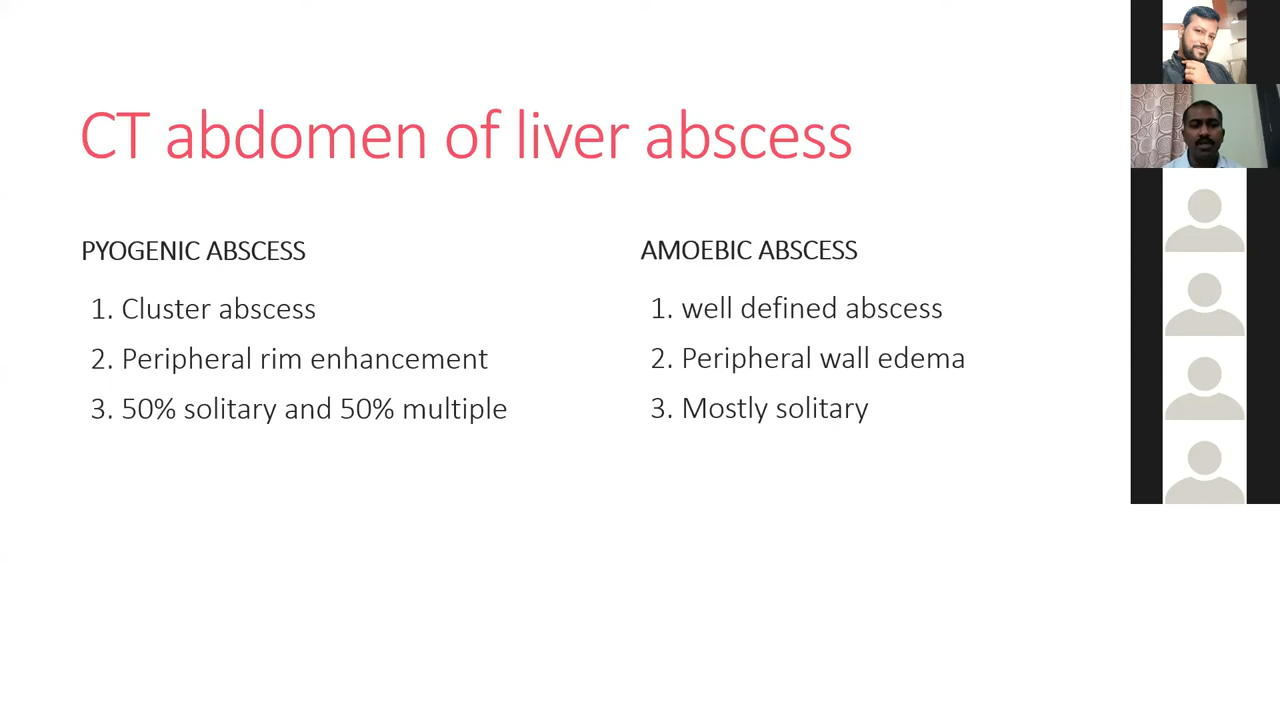 CT abdomen of liver abscess
PYOGENIC ABSCESS
1. Cluster abscess
2. Peripheral rim enhancement
3. 50% solitary and 50% multiple
AMOEBIC ABSCESS
1. well defined abscess
2. Peripheral wall edema
3. Mostly solitary